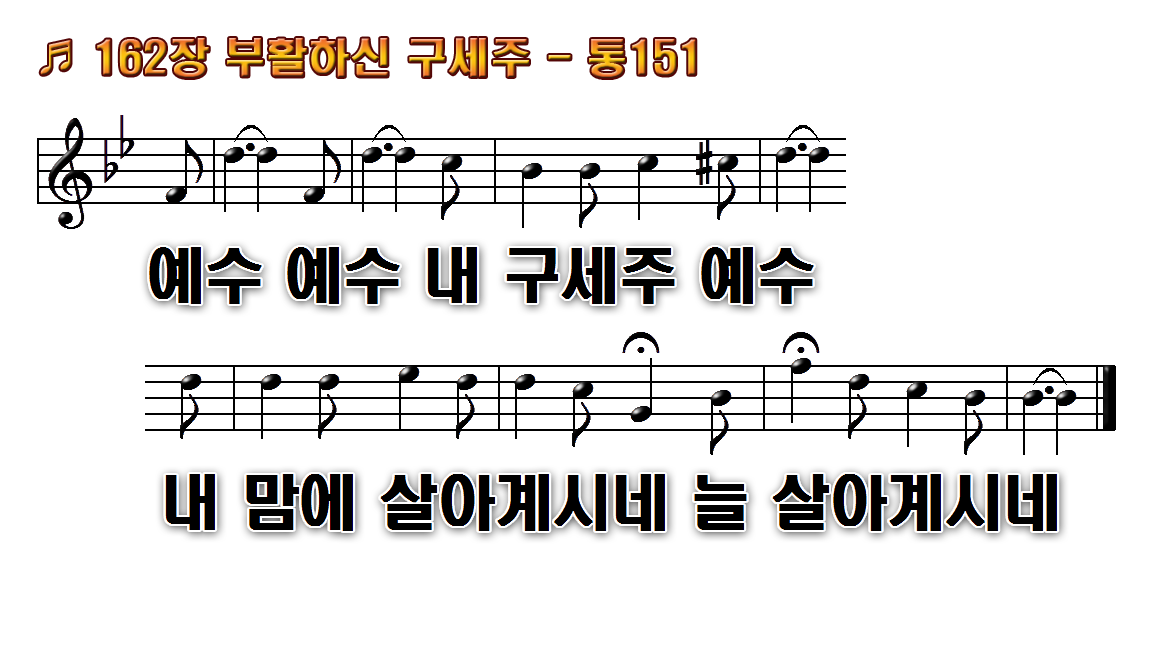 162장 부활하신 구세주 - 통151
예수 예수 내 구세주 예수
내 맘에 살아계시네 늘 살아계시네